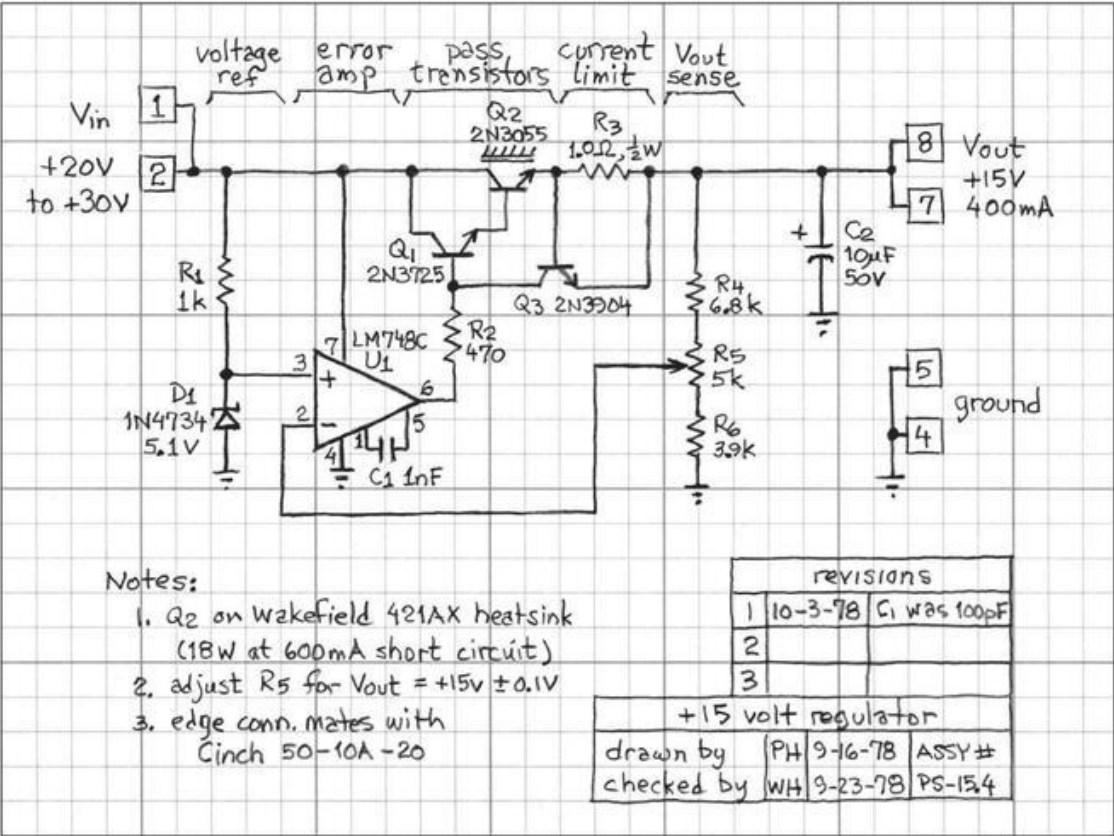 voltage ref
error amp
pass transistors
current limit
Vout sense
Vin
1
+20V
2
to +30V
Q2
2N3055
R3
1.0Ω, ½W
8
Vout
+15V
7
400mA
Q1
2N3725
Q3 2N3904
+
C2
10µF
50V
R1
1k
R4
6.8k
R2
470
7
LM748C
U1
3
+
6
R5
5k
5
ground
4
D1
1N4734
5.1V
2
−
1
5
4
C1 1nF
R6
3.9k
Notes:
1. Q2 on Wakefield 421AX heatsink
(18W at 600mA short circuit)
2. adjust R5 for Vout = +15v ±0.1V
3. edge conn. mates with
Cinch 50-10A-20
revisions
1 10-3-78 C1 was 100pF
2
3
+15 volt regulator
drawn by PH 9-16-78 ASSY#
checked by WH 9-23-78 PS-15.4